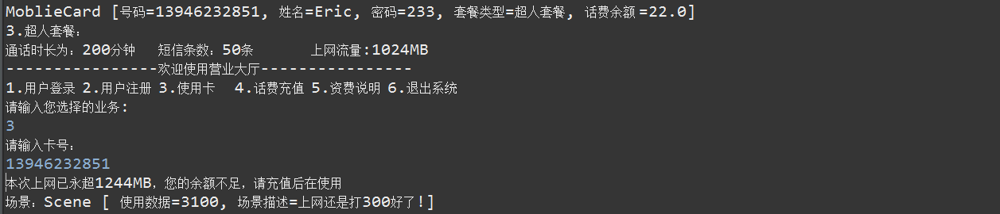 MoblieCard [号码=13946232851, 姓名=Eric, 密码=233, 套餐类型=超人套餐, 话费余额 =22.0]
3.超人套餐:
通话时长为: 200分钟 短信条数: 50条 上网流量:1024MB
----------------欢迎使用营业大厅----------------
1.用户登录 2.用户注册 3.使用卡 4.话费充值 5.资费说明 6.退出系统
请输入您选择的业务:
3
请输入卡号:
13946232851
本次上网已永超1244MB, 您的余额不足, 请充值后在使用
场景: Scene [ 使用数据=3100, 场景描述=上网还是打300好了!]